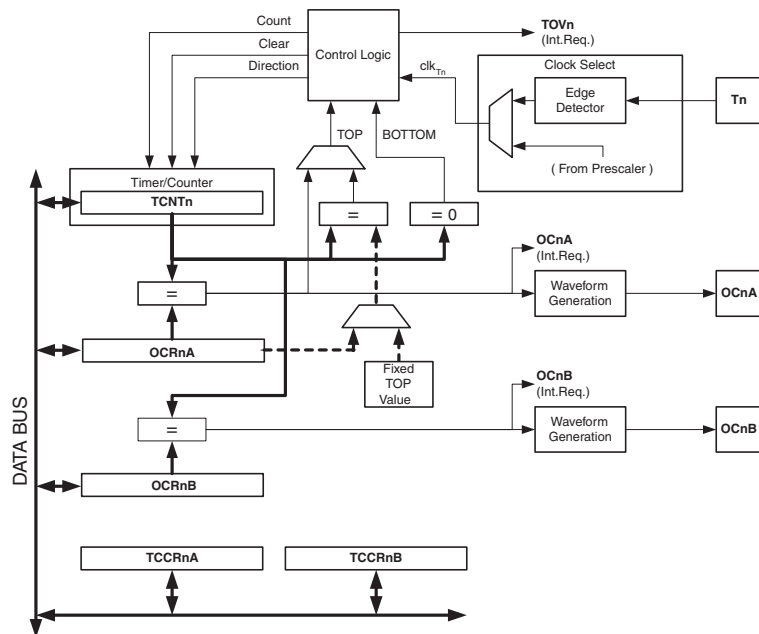 Count
Clear
Direction
Control Logic
TOVn
(Int.Req.)
clkTn
Clock Select
Edge
Detector
Tn
( From Prescaler )
TOP
BOTTOM
Timer/Counter
TCNTn
=
= 0
OCnA
(Int.Req.)
=
Waveform
Generation
OCnA
OCRnA
Fixed
TOP
Value
OCnB
(Int.Req.)
=
Waveform
Generation
OCnB
OCRnB
DATA BUS
TCCRnA
TCCRnB